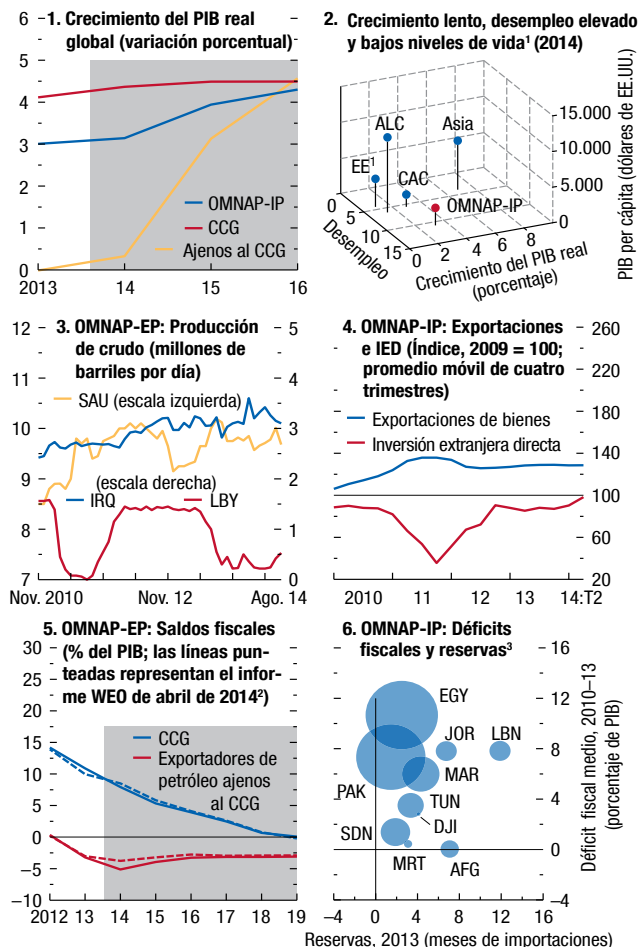 1. Crecimiento del PIB real
global (variación porcentual)
6
5
4
3
2
1
0
2013 14 15 16
OMNAP-IP
CCG
Ajenos al CCG
2. Crecimiento lento, desempleo elevado
y bajos niveles de vida¹ (2014)
15.000
10.000
5.000
0
PIB per cápita (dólares de EE.UU.)
ALC
Asia
EE¹
CAC
OMNAP-IP
0
5
10
15
Desempleo
0 2 4 6 8
Crecimiento del PIB real
(porcentaje)
3. OMNAP-EP: Producción
de crudo (millones de
barriles por día)
SAU (escala izquierda)
(escala derecha)
IRQ LBY
12
11
10
9
8
7
5
4
3
2
1
0
Nov. 2010 Nov. 12 Ago. 14
4. OMNAP-IP: Exportaciones
e IED (Índice, 2009 = 100;
promedio móvil de cuatro
trimestres)
Exportaciones de bienes
Inversión extranjera directa
260
220
180
140
100
60
20
2010 11 12 13 14:T2
5. OMNAP-EP: Saldos fiscales
(% del PIB; las líneas pun-
teadas representan el infor-
me WEO de abril de 2014²)
CCG
Exportadores de
petróleo ajenos
al CCG
30
25
20
15
10
5
0
−5
−10
2012 13 14 15 16 17 18 19
6. OMNAP-IP: Déficits
fiscales y reservas³
EGY
JOR
LBN
MAR
PAK
TUN
DJI
SDN
MRT
AFG
16
12
8
4
0
−4
Déficit fiscal medio, 2010–13
(porcentaje de PIB)
−4 0 4 8 12 16
Reservas, 2013 (meses de importaciones)